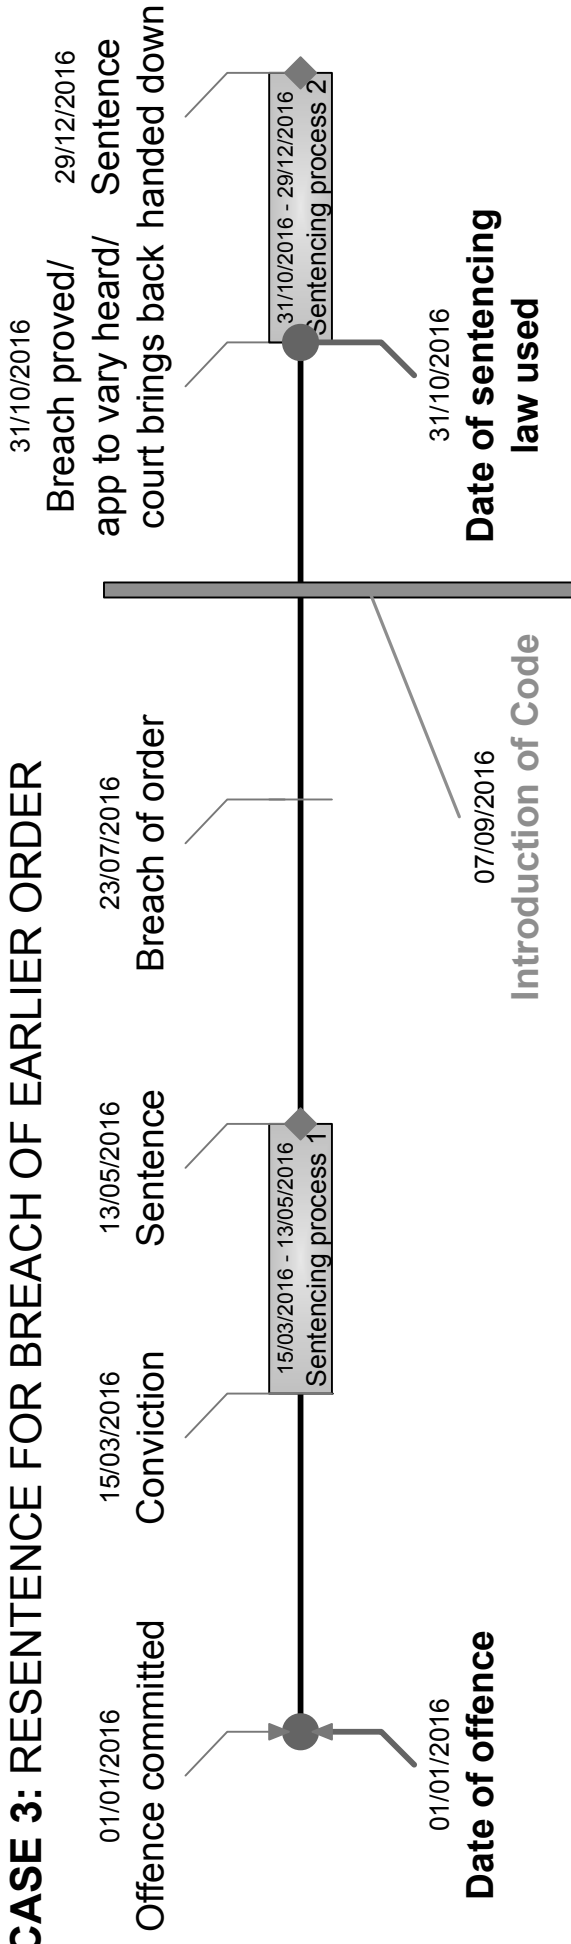 CASE 3: RESENTENCE FOR BREACH OF EARLIER ORDER
01/01/2016
Offence committed
15/03/2016
Conviction
13/05/2016
Sentence
23/07/2016
Breach of order
31/10/2016
Breach proved/
app to vary heard/
court brings back
29/12/2016
Sentence
handed down
15/03/2016 - 13/05/2016
Sentencing process 1
31/10/2016 - 29/12/2016
Sentencing process 2
01/01/2016
Date of offence
07/09/2016
Introduction of Code
31/10/2016
Date of sentencing
law used